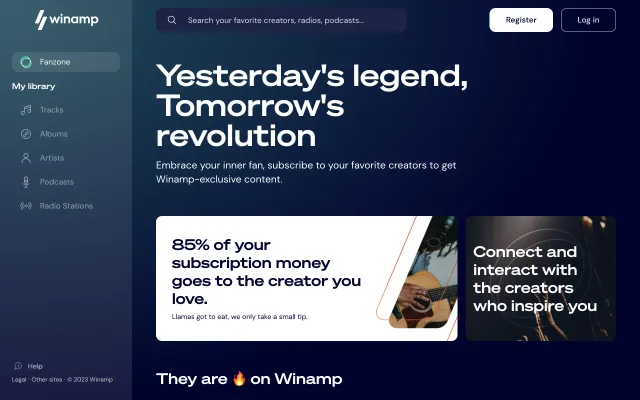 winamp
Search your favorite creators, radios, podcasts...
Register
Log in
Fanzone
My library
Tracks
Albums
Artists
Podcasts
Radio Stations
Help
Legal · Other sites · © 2023 Winamp
Yesterday's legend,
Tomorrow's
revolution
Embrace your inner fan, subscribe to your favorite creators to get
Winamp-exclusive content.
85% of your
subscription money
goes to the creator you
love.
Llamas got to eat, we only take a small tip.
Connect and
interact with
the creators
who inspire you
They are 🔥 on Winamp